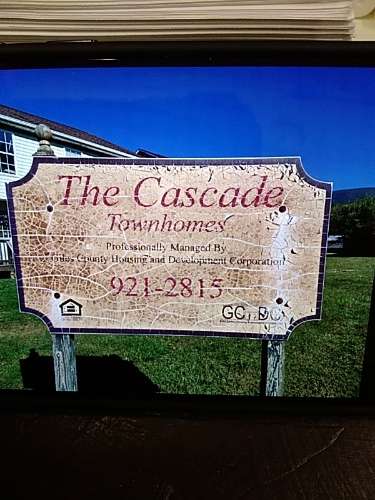 The Cascade
Townhomes
Professionally Managed By
County Housing and Development Corporation
921-2815